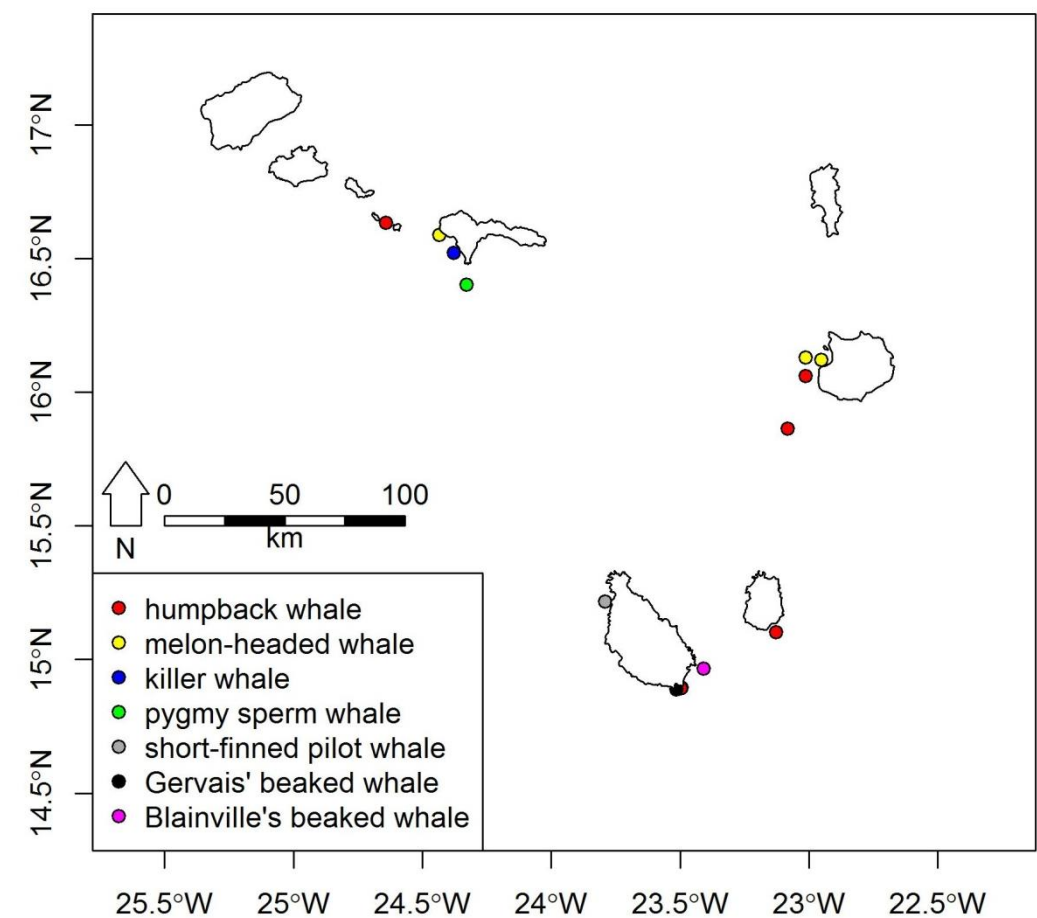 17°N
16.5°N
16°N
15.5°N
15°N
14.5°N
0 50 100
km
N
humpback whale
melon-headed whale
killer whale
pygmy sperm whale
short-finned pilot whale
Gervais' beaked whale
Blainville's beaked whale
25.5°W 25°W 24.5°W 24°W 23.5°W 23°W 22.5°W